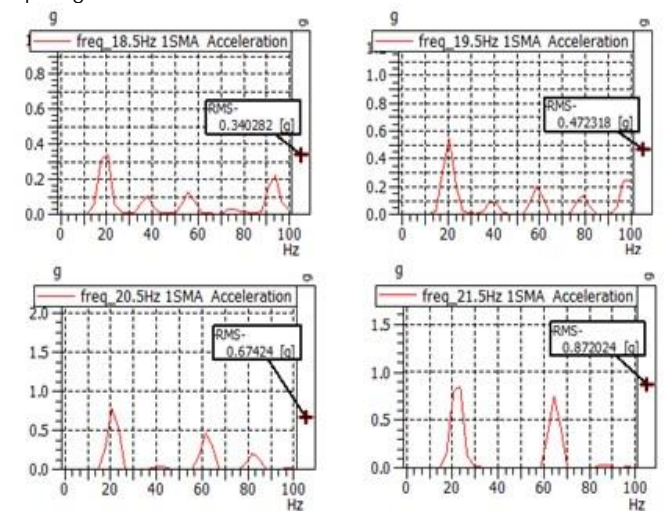 g
g
freq_18.5Hz 1SMA Acceleration
0.8
0.6
0.4
0.2
0.0
RMS-
0.340282 [g]
0 20 40 60 80 100
Hz
g
g
freq_19.5Hz 1SMA Acceleration
1.0
0.8
0.6
0.4
0.2
0.0
RMS-
0.472318 [g]
0 20 40 60 80 100
Hz
g
g
freq_20.5Hz 1SMA Acceleration
2.0
1.5
1.0
0.5
0.0
RMS-
0.67424 [g]
0 20 40 60 80 100
Hz
g
g
freq_21.5Hz 1SMA Acceleration
1.5
1.0
0.5
0.0
RMS-
0.872024 [g]
0 20 40 60 80 100
Hz